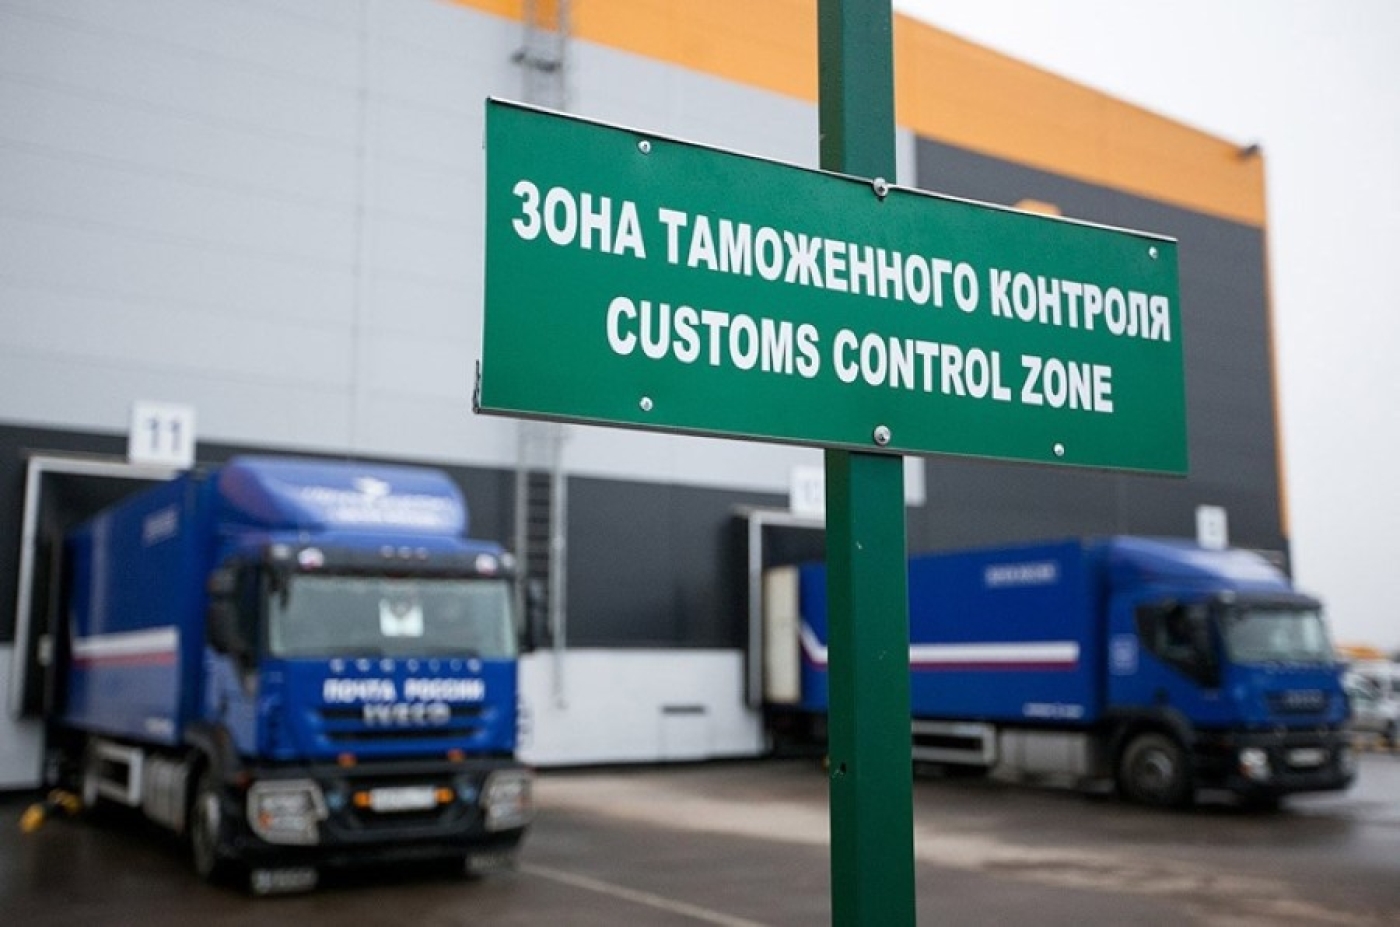 ЗОНА ТАМОЖЕННОГО КОНТРОЛЯ
CUSTOMS CONTROL ZONE
11
ПОЧТА РОССИИ
IVECO